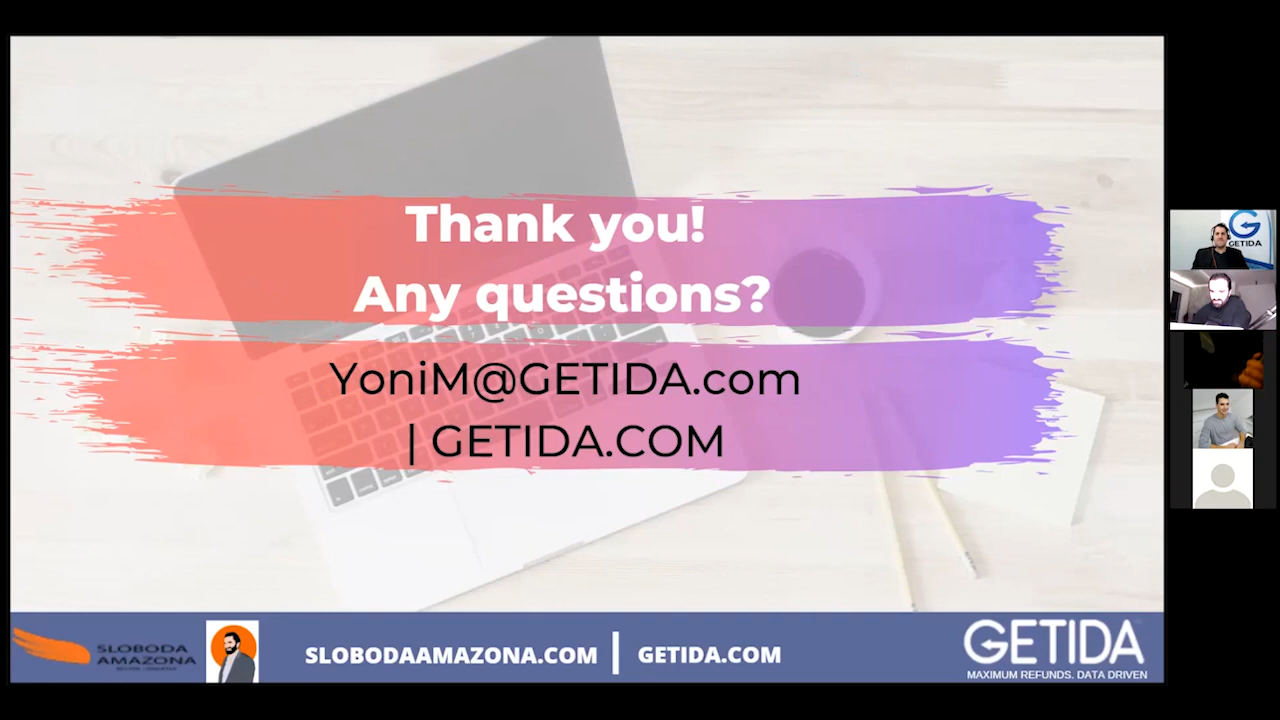 Thank you!
Any questions?
YoniM@GETIDA.com
| GETIDA.COM
SLOBODA
AMAZONA
SLOBODAAMAZONA.COM | GETIDA.COM
GETIDA
MAXIMUM REFUNDS. DATA DRIVEN
G
GETIDA